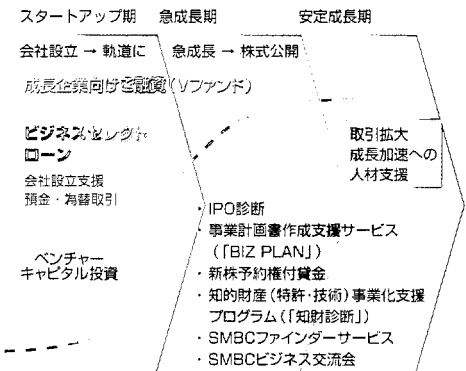 スタートアップ期 急成長期 安定成長期
会社設立 → 軌道に 急成長 → 株式公開
成長企業向けご融資(Vファンド)
ビジネスセレクト
ローン
会社設立支援
預金・為替取引
ベンチャー
キャピタル投資
取引拡大
成長加速への
人材支援
・IPO診断
・事業計画書作成支援サービス
(「BIZ PLAN」)
・新株予約権付貸金
・知的財産(特許・技術)事業化支援
プログラム(「知財診断」)
・SMBCファインダーサービス
・SMBCビジネス交流会